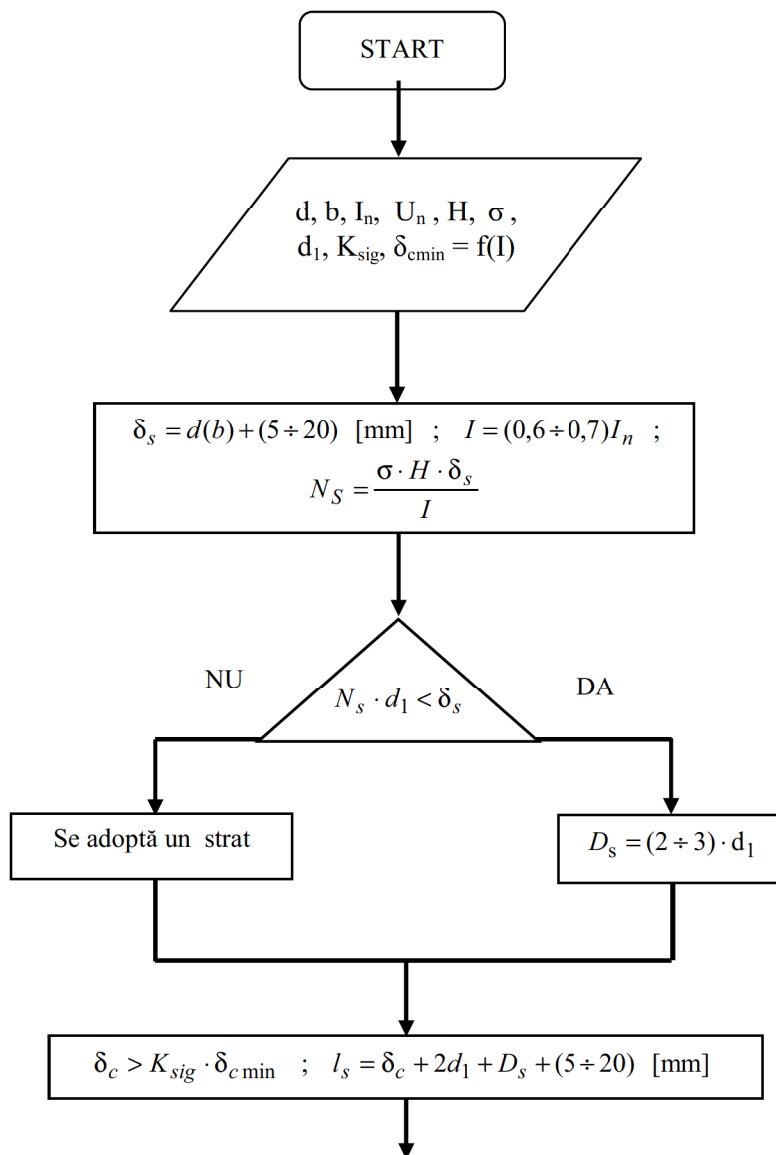 START
d, b, Iₙ, Uₙ , H, σ ,
d₁, K_sig, δ_cmin = f(I)
δ_s = d(b) + (5 ÷ 20) [mm] ; I = (0,6 ÷ 0,7)I_n ;
N_S = (σ · H · δ_s) / I
NU
N_s · d₁ < δ_s
DA
Se adoptă un strat
D_s = (2 ÷ 3) · d₁
δ_c > K_sig · δ_c min ; l_s = δ_c + 2d₁ + D_s + (5 ÷ 20) [mm]